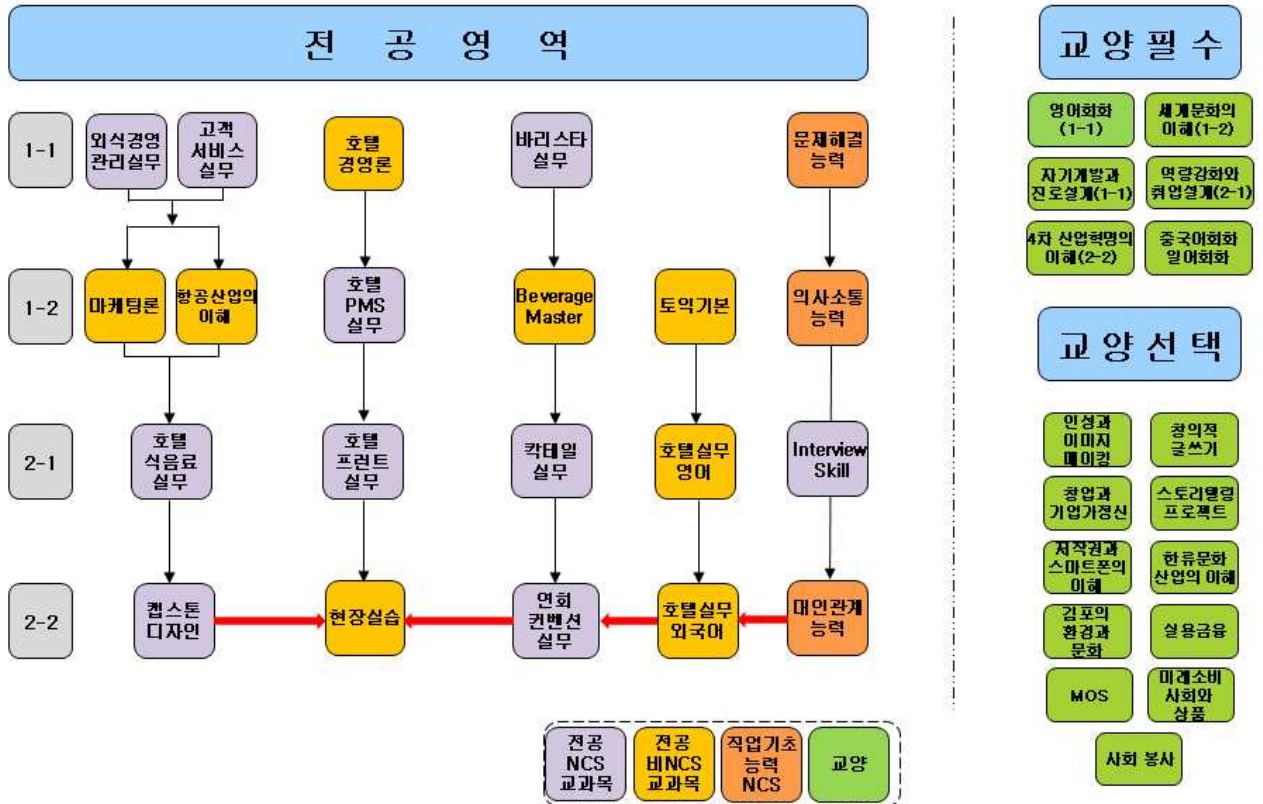 전 공 영 역
1-1
외식경영
관리실무
고객
서비스
실무
호텔
경영론
바리스타
실무
문제해결
능력
1-2
마케팅론
항공산업의
이해
호텔
PMS
실무
Beverage
Master
토익기본
의사소통
능력
2-1
호텔
식음료
실무
호텔
프런트
실무
칵테일
실무
호텔실무
영어
Interview
Skill
2-2
캡스톤
디자인
현장실습
연회
컨벤션
실무
호텔실무
외국어
대인관계
능력
전공
NCS
교과목
전공
비NCS
교과목
직업기초
능력
NCS
교양
교 양 필 수
영어회화
(1-1)
세계문화의
이해(1-2)
자기개발과
진로설계(1-1)
역량강화와
취업설계(2-1)
4차 산업혁명의
이해(2-2)
중국어회화
일어회화
교 양 선 택
인성과
이미지
메이킹
창의적
글쓰기
창업과
기업가정신
스토리텔링
프로젝트
저작권과
스마트폰의
이해
한류문화
산업의 이해
김포의
환경과
문화
실용금융
MOS
미래소비
사회와
상품
사회 봉사